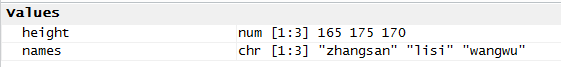 Values
height num [1:3] 165 175 170
names chr [1:3] "zhangsan" "lisi" "wangwu"